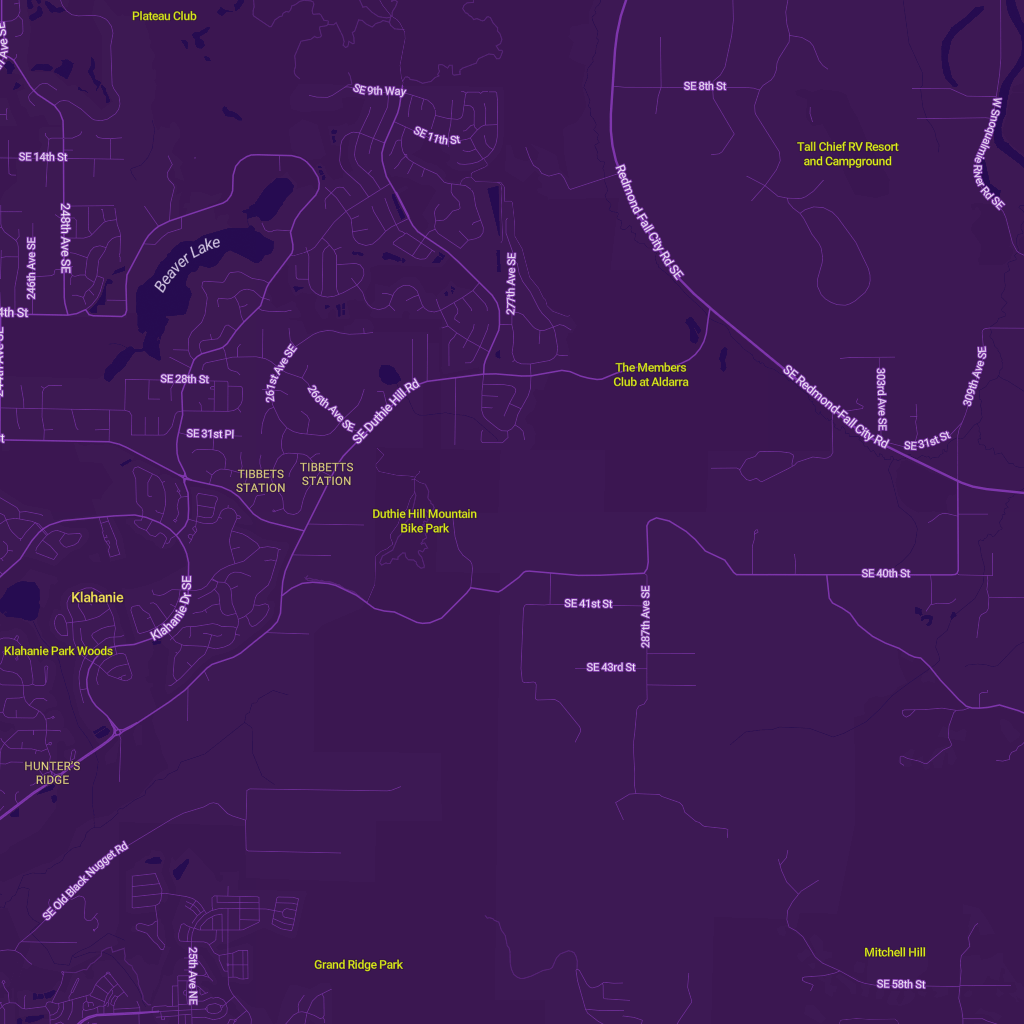 Plateau Club
SE 9th Way
SE 8th St
SE 11th St
W Snoqualmie River Rd SE
SE 14th St
Tall Chief RV Resort
and Campground
Redmond Fall City Rd SE
248th Ave SE
246th Ave SE
Beaver Lake
277th Ave SE
4th St
The Members
Club at Aldarra
SE 28th St
261st Ave SE
266th Ave SE
SE Duthie Hill Rd
SE Redmond-Fall City Rd
303rd Ave SE
309th Ave SE
SE 31st St
SE 31st Pl
TIBBETS
STATION
TIBBETTS
STATION
Duthie Hill Mountain
Bike Park
SE 40th St
Klahanie
Klahanie Dr SE
SE 41st St
287th Ave SE
Klahanie Park Woods
SE 43rd St
HUNTER'S
RIDGE
SE Old Black Nugget Rd
25th Ave NE
Grand Ridge Park
Mitchell Hill
SE 58th St